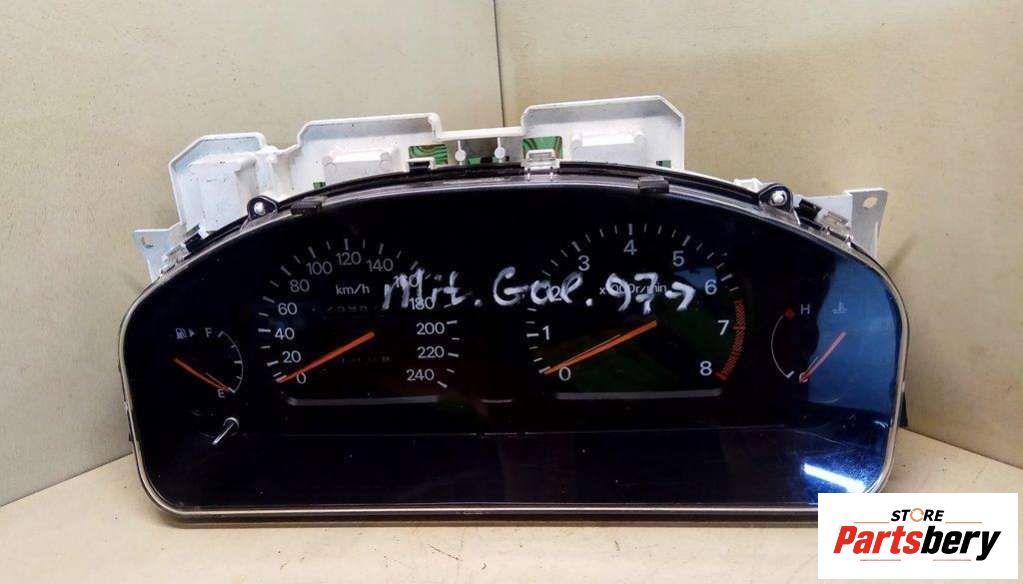 Mit. Gal. 97->
km/h
0 20 40 60 80 100 120 140 160 180 200 220 240
x1000r/min
0 1 2 3 4 5 6 7 8
F
E
H
C
STORE
Partsbery